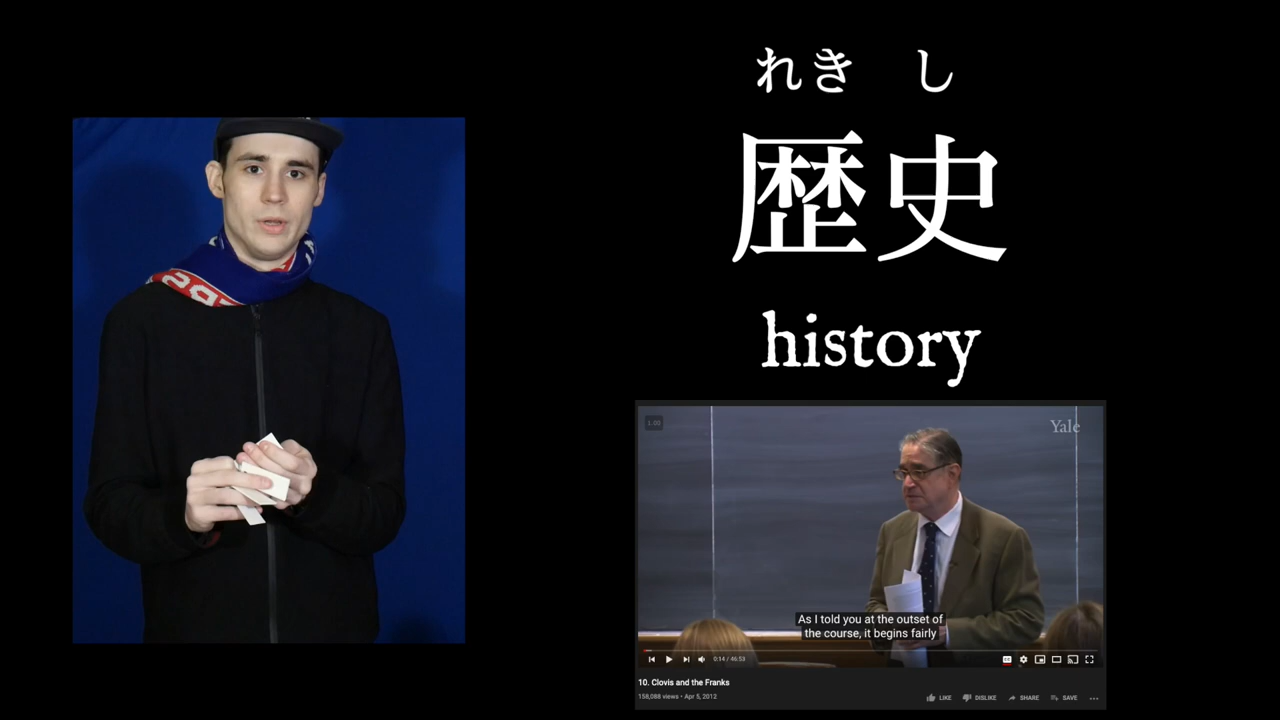 れき し
歴史
history
1.00
Yale
As I told you at the outset of
the course, it begins fairly
0:14 / 46:53
10. Clovis and the Franks
158,088 views • Apr 5, 2012
LIKE DISLIKE SHARE SAVE